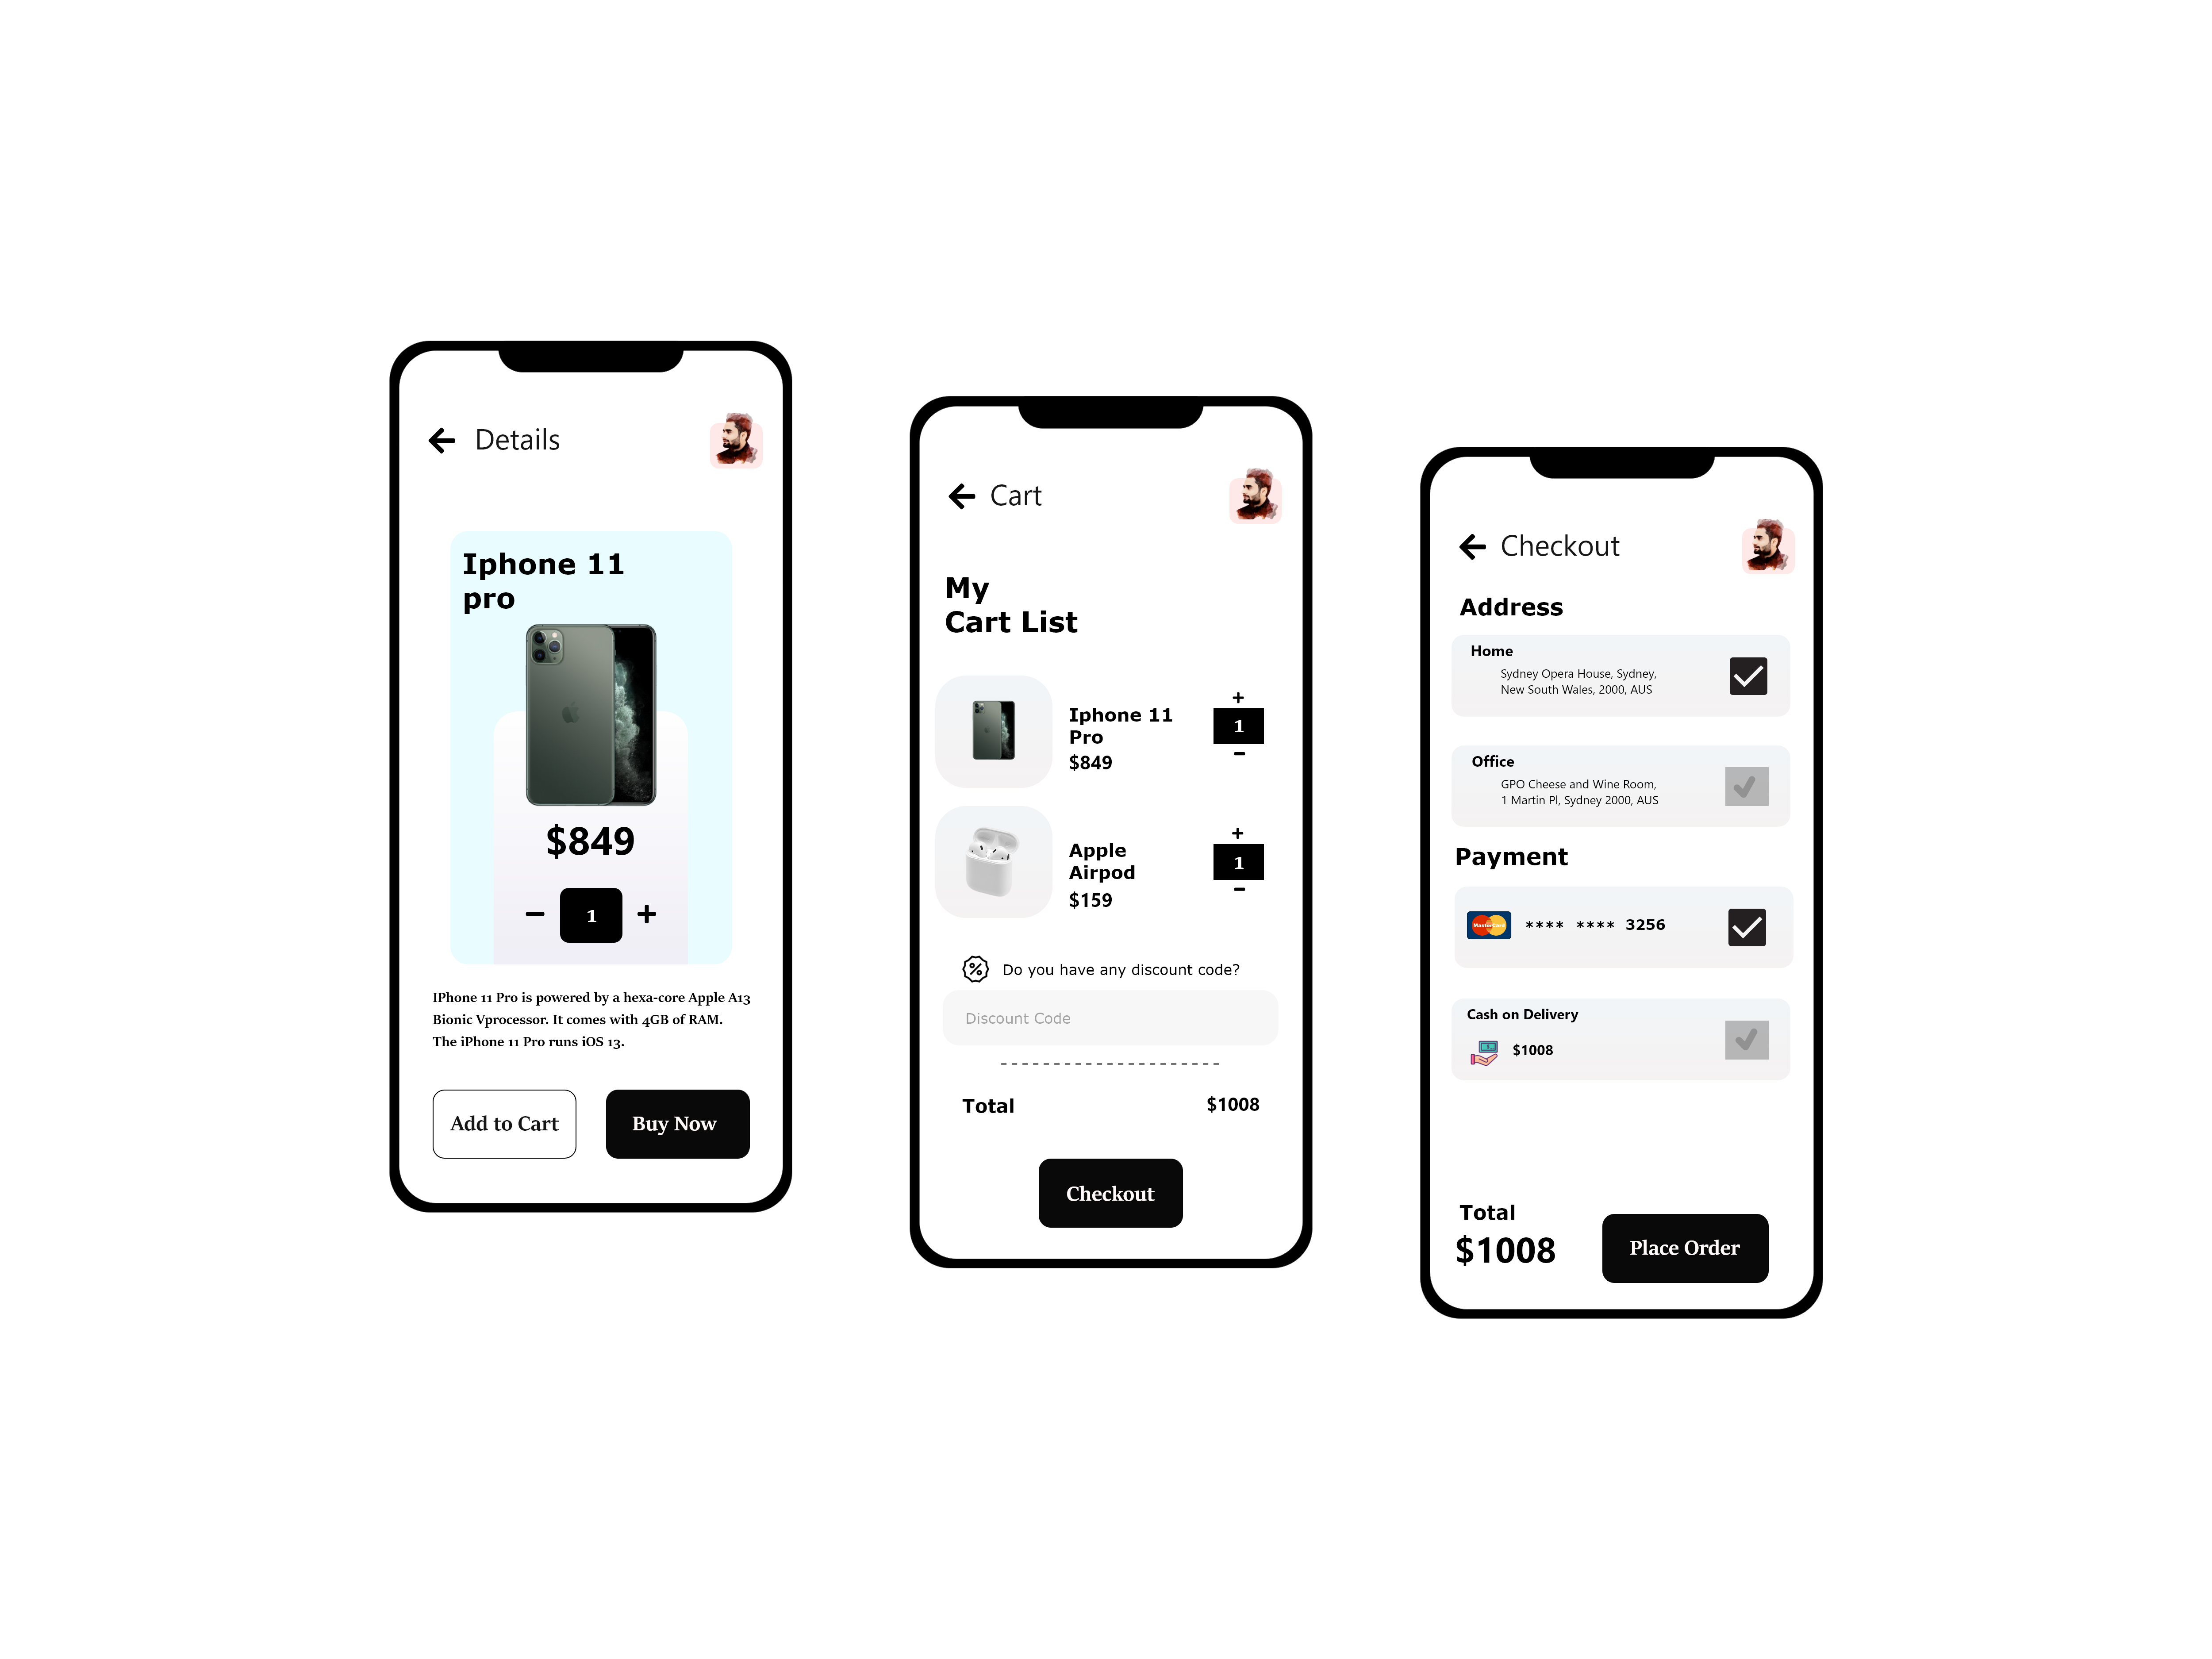 Details
Iphone 11
pro
$849
− 1 +
IPhone 11 Pro is powered by a hexa-core Apple A13
Bionic Vprocessor. It comes with 4GB of RAM.
The iPhone 11 Pro runs iOS 13.
Add to Cart
Buy Now
Cart
My
Cart List
Iphone 11
Pro
$849
+
1
−
Apple
Airpod
$159
+
1
−
Do you have any discount code?
Discount Code
Total
$1008
Checkout
Checkout
Address
Home
Sydney Opera House, Sydney,
New South Wales, 2000, AUS
Office
GPO Cheese and Wine Room,
1 Martin Pl, Sydney 2000, AUS
Payment
MasterCard
**** **** 3256
Cash on Delivery
$1008
Total
$1008
Place Order